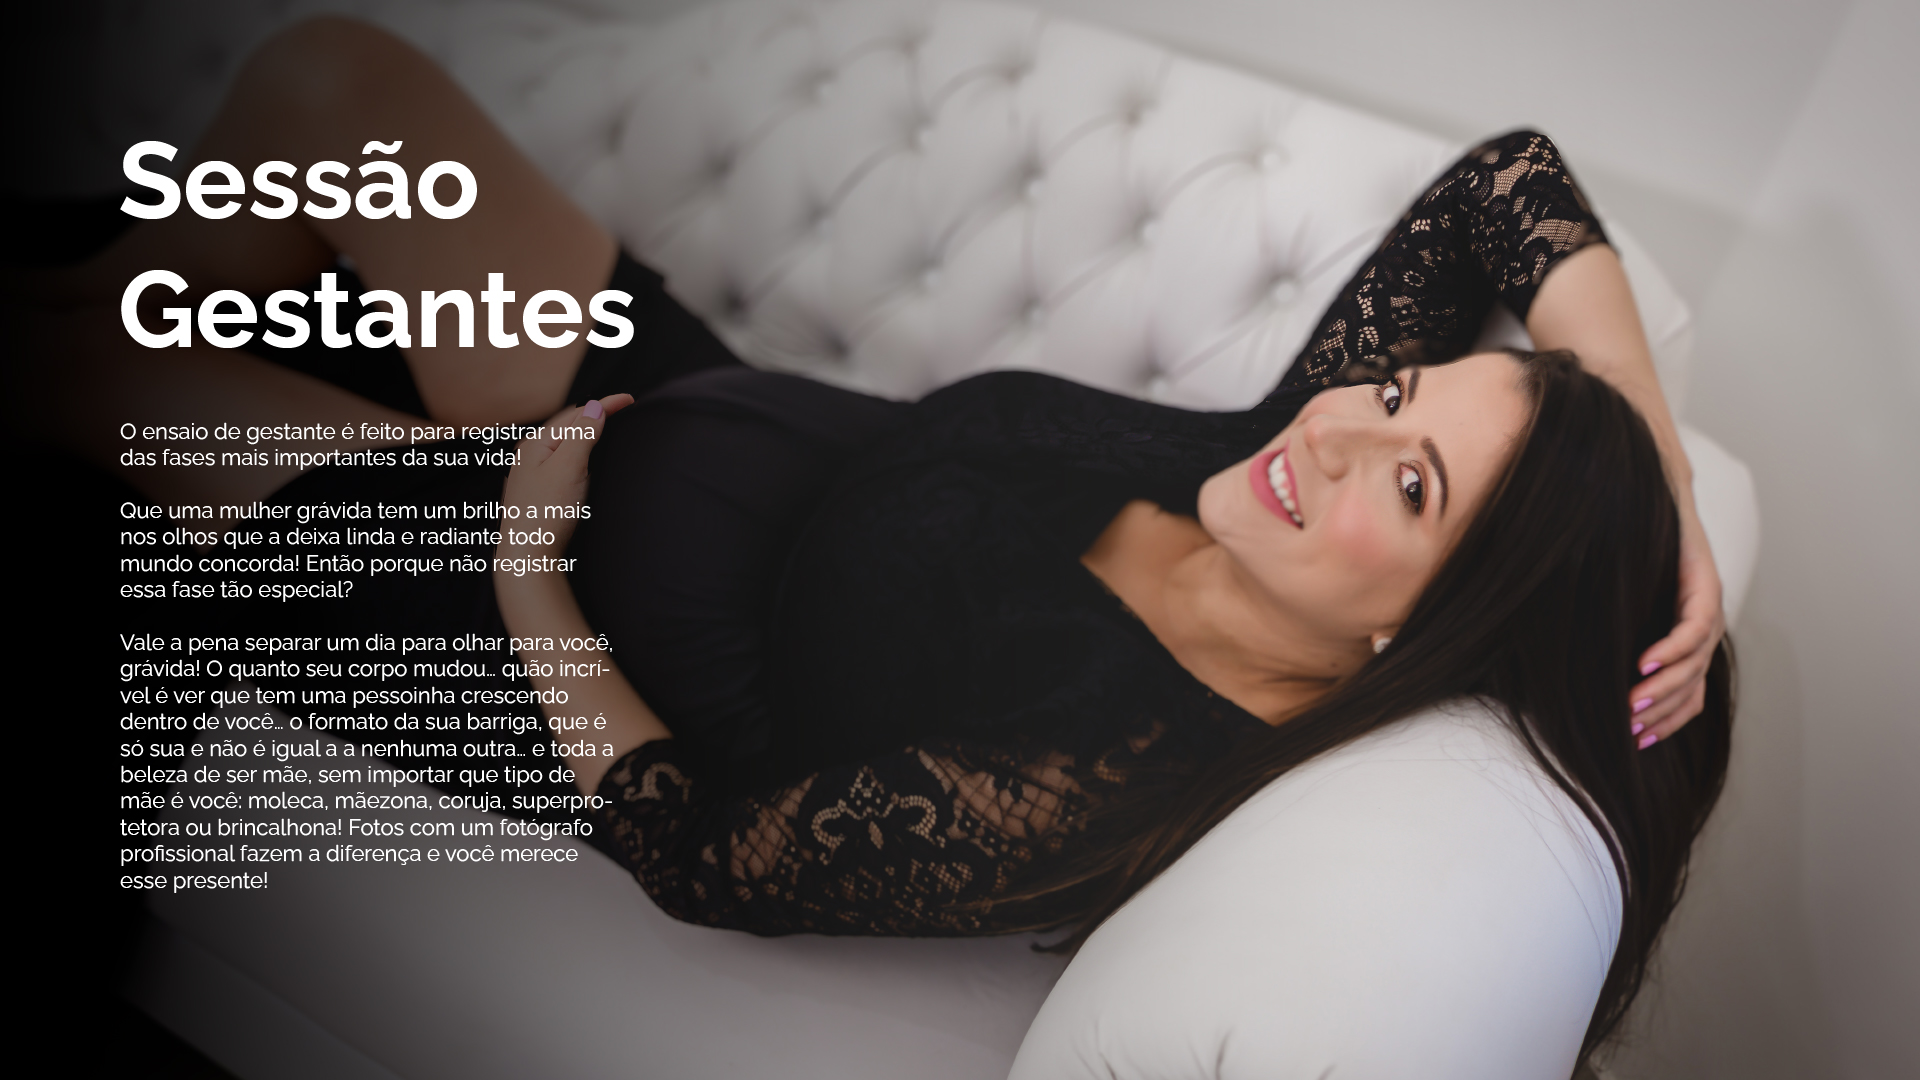 Sessão
Gestantes
O ensaio de gestante é feito para registrar uma
das fases mais importantes da sua vida!
Que uma mulher grávida tem um brilho a mais
nos olhos que a deixa linda e radiante todo
mundo concorda! Então porque não registrar
essa fase tão especial?
Vale a pena separar um dia para olhar para você,
grávida! O quanto seu corpo mudou... quão incrí-
vel é ver que tem uma pessoinha crescendo
dentro de você... o formato da sua barriga, que é
só sua e não é igual a a nenhuma outra... e toda a
beleza de ser mãe, sem importar que tipo de
mãe é você: moleca, mãezona, coruja, superpro-
tetora ou brincalhona! Fotos com um fotógrafo
profissional fazem a diferença e você merece
esse presente!